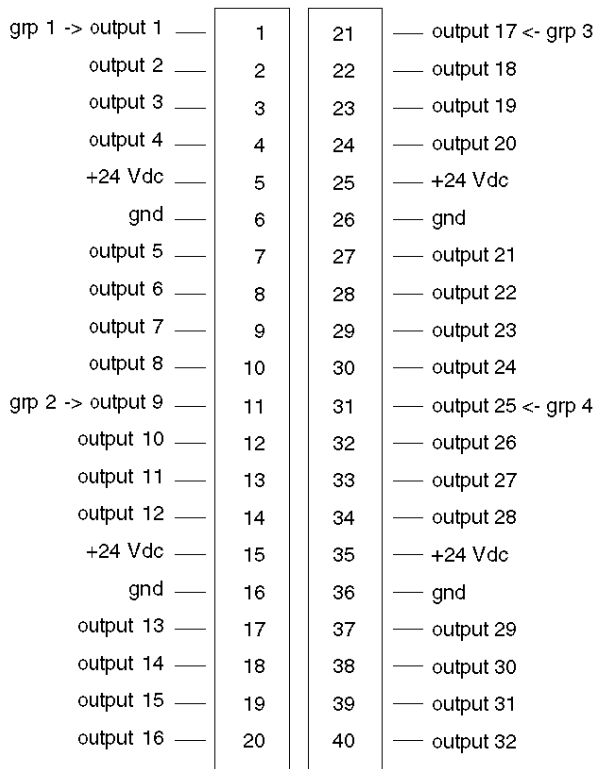 grp 1 -> output 1 1 21 output 17 <- grp 3
output 2 2 22 output 18
output 3 3 23 output 19
output 4 4 24 output 20
+24 Vdc 5 25 +24 Vdc
gnd 6 26 gnd
output 5 7 27 output 21
output 6 8 28 output 22
output 7 9 29 output 23
output 8 10 30 output 24
grp 2 -> output 9 11 31 output 25 <- grp 4
output 10 12 32 output 26
output 11 13 33 output 27
output 12 14 34 output 28
+24 Vdc 15 35 +24 Vdc
gnd 16 36 gnd
output 13 17 37 output 29
output 14 18 38 output 30
output 15 19 39 output 31
output 16 20 40 output 32